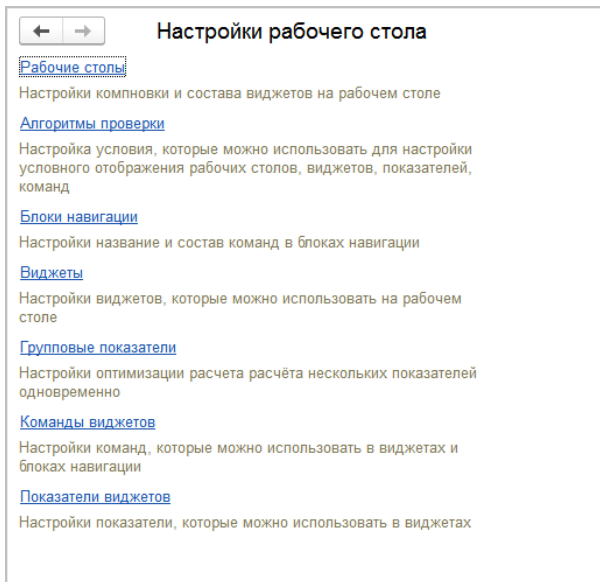 Настройки рабочего стола
Рабочие столы
Настройки компновки и состава виджетов на рабочем столе
Алгоритмы проверки
Настройка условия, которые можно использовать для настройки
условного отображения рабочих столов, виджетов, показателей,
команд
Блоки навигации
Настройки название и состав команд в блоках навигации
Виджеты
Настройки виджетов, которые можно использовать на рабочем
столе
Групповые показатели
Настройки оптимизации расчета расчёта нескольких показателей
одновременно
Команды виджетов
Настройки команд, которые можно использовать в виджетах и
блоках навигации
Показатели виджетов
Настройки показатели, которые можно использовать в виджетах